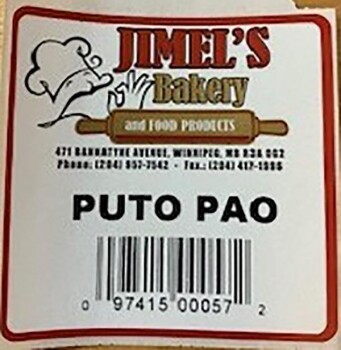 JIMEL'S
Bakery
and FOOD PRODUCTS
471 BANNATYNE AVENUE, WINNIPEG, MB R3A 0G2
Phone: (204) 957-7542 - Fax.: (204) 417-1996
PUTO PAO
0 97415 00057 2